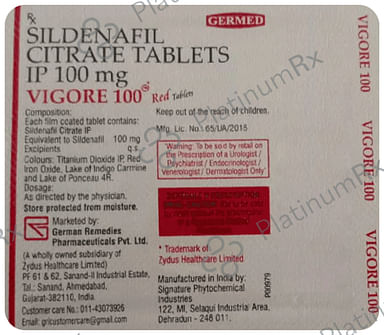 Rx
GERMED
SILDENAFIL
CITRATE TABLETS
IP 100 mg
VIGORE 100® Red Tablets
Composition:
Each film coated tablet contains:
Sildenafil Citrate IP
Equivalent to Sildenafil 100 mg
Excipients q.s.
Colours: Titanium Dioxide IP, Red
Iron Oxide, Lake of Indigo Carmine
and Lake of Ponceau 4R.
Dosage:
As directed by the physician.
Store protected from moisture.
Marketed by:
German Remedies
Pharmaceuticals Pvt. Ltd.
(A wholly owned subsidiary of
Zydus Healthcare Limited)
PF 61 & 62, Sanand-II Industrial Estate,
Tal.: Sanand, Ahmedabad,
Gujarat-382110, India
Customer care No.: 011-43073926
Email: gricustomercare@gmail.com
Keep out of the reach of children.
Mfg. Lic. No.: 65/UA/2015
Warning: To be sold by retail on
the Prescription of a Urologist /
Psychiatrist / Endocrinologist /
Venerologist / Dermatologist Only
* Trademark of
Zydus Healthcare Limited
Manufactured in India by:
Signature Phytochemical
Industries
122, MI, Selaqui Industrial Area,
Dehradun - 248 011.
P00979
VIGORE 100
VIGORE 100
VIGORE 100
PlatinumRx
PlatinumRx
PlatinumRx